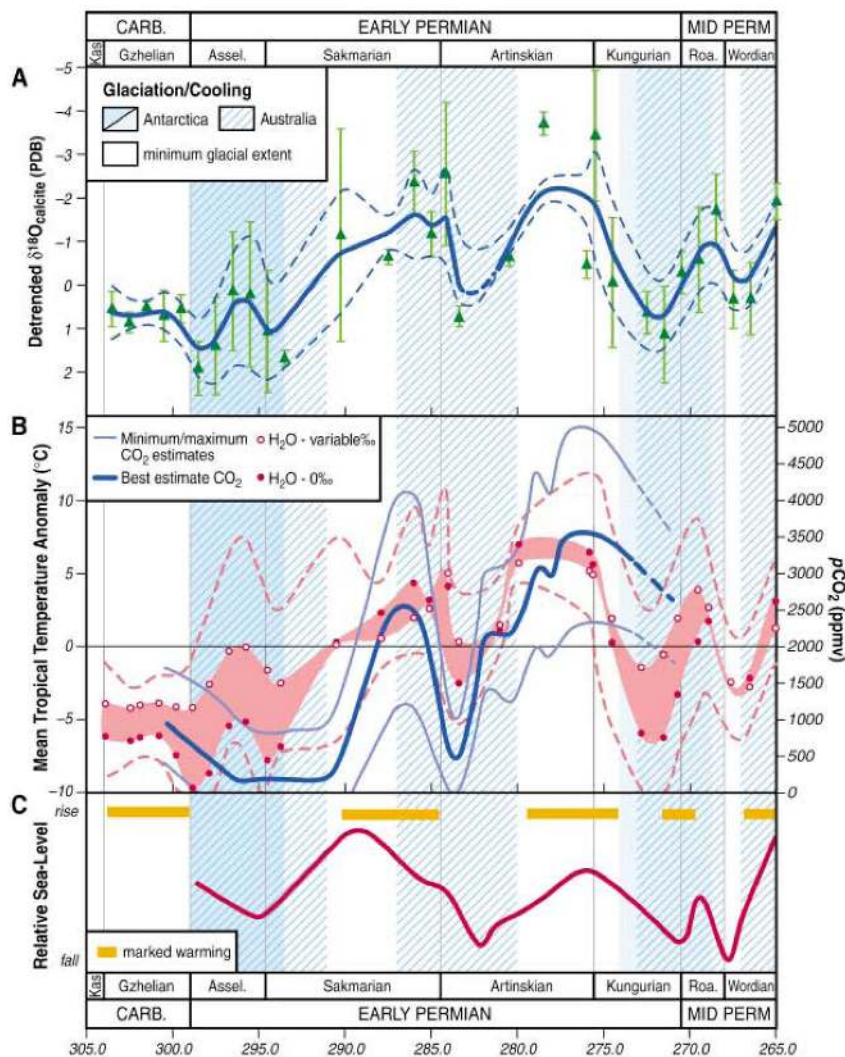 CARB. EARLY PERMIAN MID PERM
Kas Gzhelian Assel. Sakmarian Artinskian Kungurian Roa. Wordian
A
Detrended δ18Ocalcite (PDB)
−5
−4
−3
−2
−1
0
1
2
Glaciation/Cooling
Antarctica Australia
minimum glacial extent
B
Mean Tropical Temperature Anomaly (°C)
15
10
5
0
−5
−10
Minimum/maximum CO2 estimates
Best estimate CO2
H2O - variable‰
H2O - 0‰
5000
4500
4000
3500
3000
2500
2000
1500
1000
500
0
pCO2 (ppmv)
C
Relative Sea-Level
rise
fall
marked warming
Kas Gzhelian Assel. Sakmarian Artinskian Kungurian Roa. Wordian
CARB. EARLY PERMIAN MID PERM
305.0 300.0 295.0 290.0 285.0 280.0 275.0 270.0 265.0